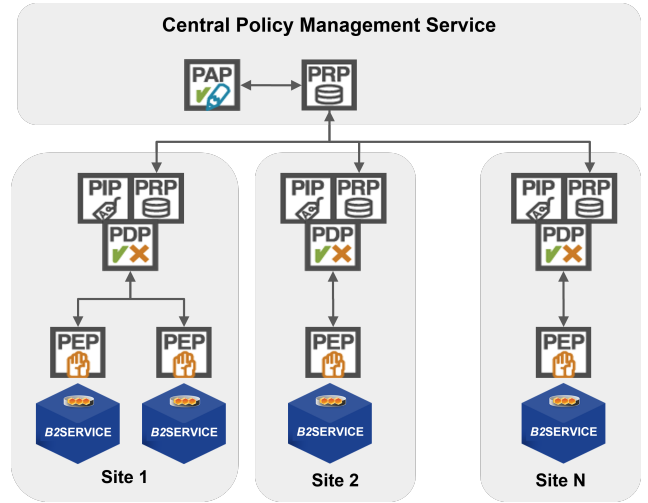 Central Policy Management Service
PAP PRP
PIP PRP PIP PRP PIP PRP
PDP PDP PDP
PEP PEP PEP PEP
B2SERVICE B2SERVICE B2SERVICE B2SERVICE
Site 1 Site 2 Site N